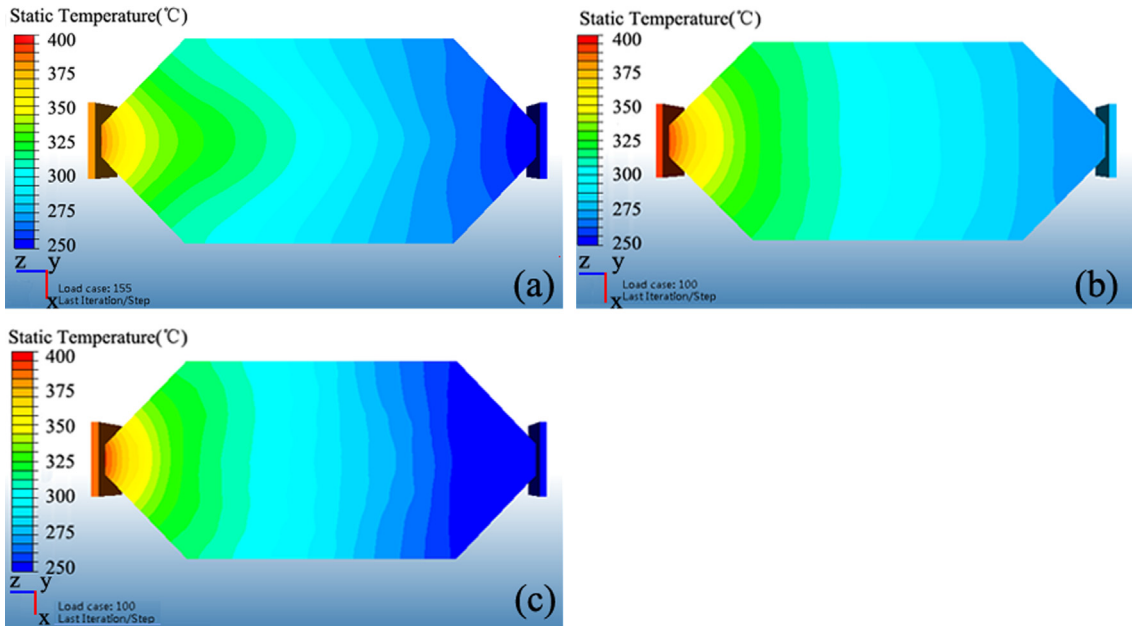 Static Temperature(℃)
400
375
350
325
300
275
250
z y
x
Load case: 155
Last Iteration/Step
(a)
Static Temperature(℃)
400
375
350
325
300
275
250
z y
x
Load case: 100
Last Iteration/Step
(b)
Static Temperature(℃)
400
375
350
325
300
275
250
z y
x
Load case: 100
Last Iteration/Step
(c)